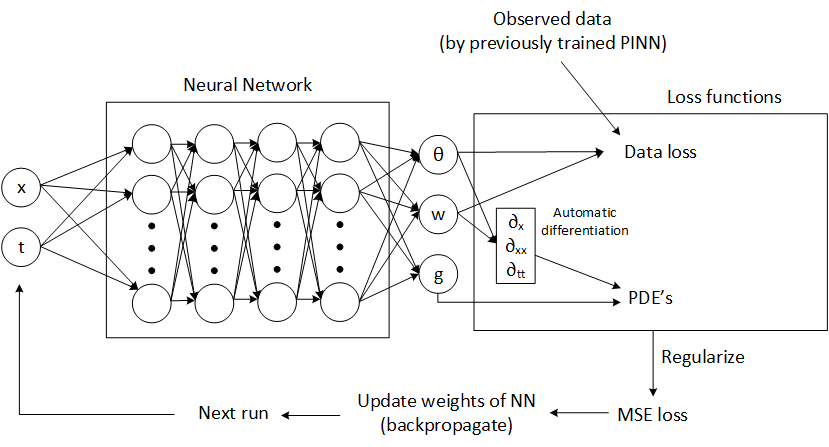 Observed data
(by previously trained PINN)
Neural Network
Loss functions
θ
Data loss
x
w
Automatic
differentiation
∂x
t
∂xx
∂tt
g
PDE's
Regularize
Next run
Update weights of NN
(backpropagate)
MSE loss